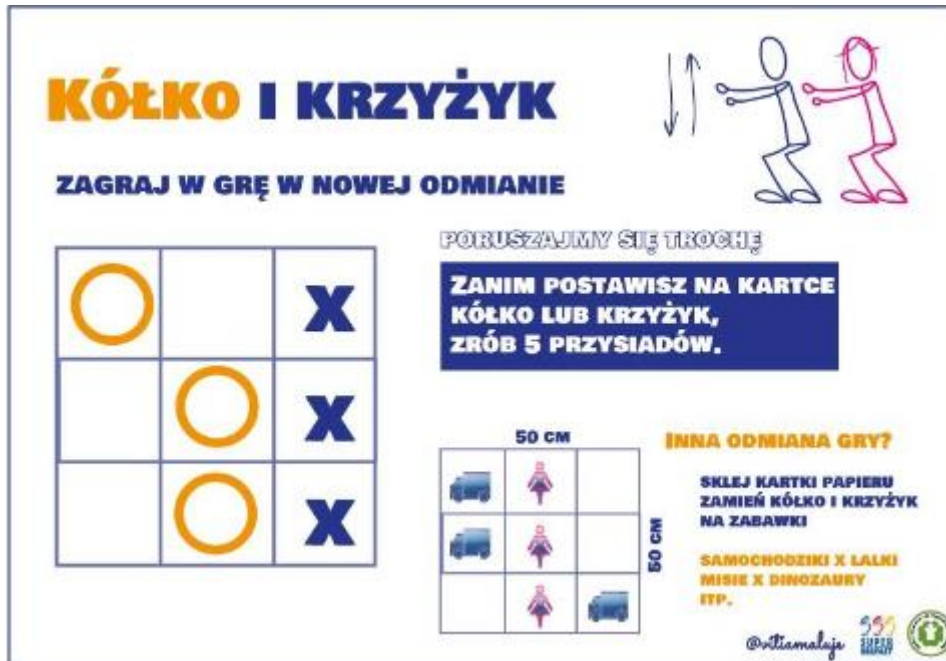 KÓŁKO I KRZYŻYK
ZAGRAJ W GRĘ W NOWEJ ODMIANIE
PORUSZAJMY SIĘ TROCHĘ
ZANIM POSTAWISZ NA KARTCE
KÓŁKO LUB KRZYŻYK,
ZRÓB 5 PRZYSIADÓW.
X
X
X
50 CM
50 CM
INNA ODMIANA GRY?
SKLEJ KARTKI PAPIERU
ZAMIEŃ KÓŁKO I KRZYŻYK
NA ZABAWKI
SAMOCHODZIKI X LALKI
MISIE X DINOZAURY
ITP.
@vitiamaluje
SUPER